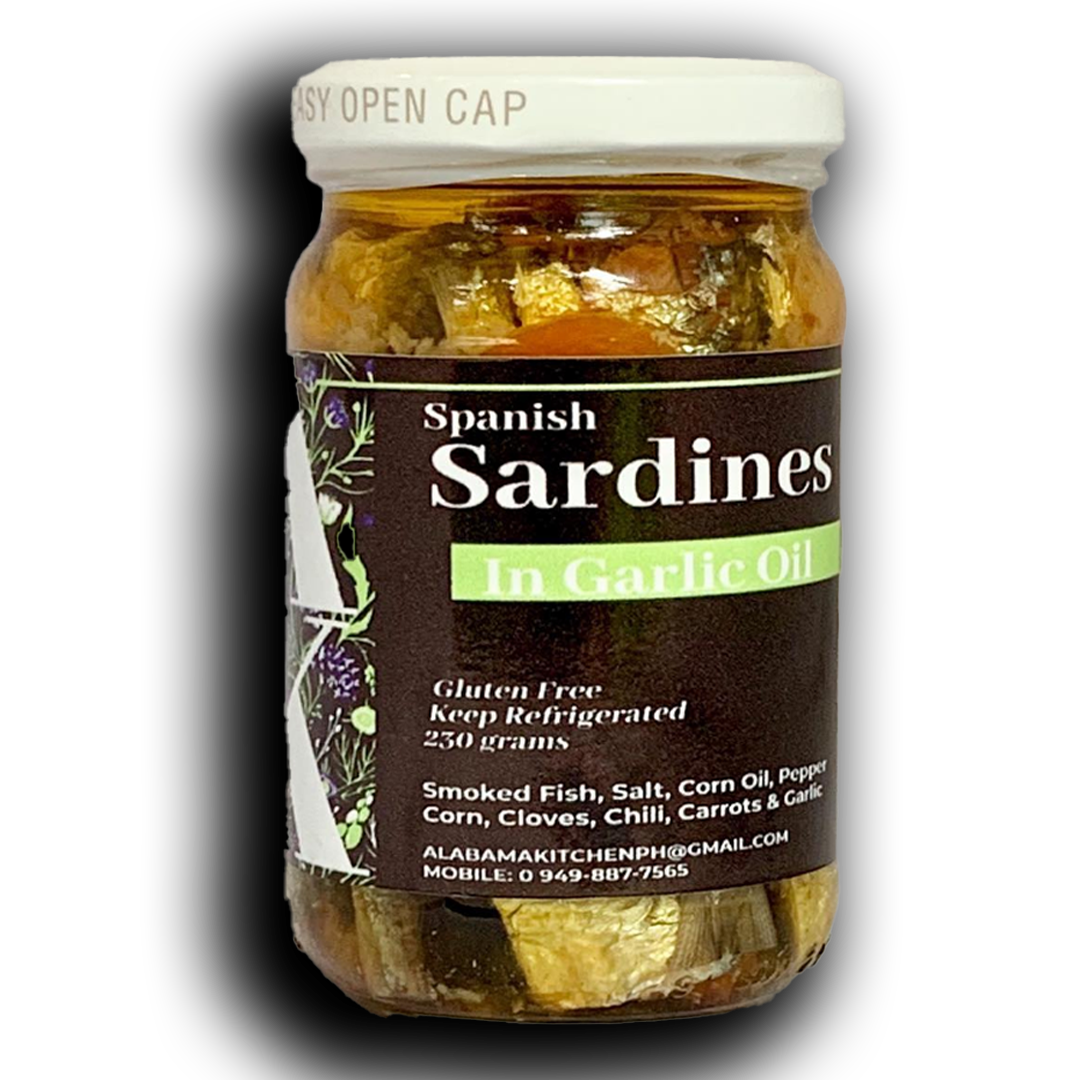 ASY OPEN CAP
Spanish
Sardines
In Garlic Oil
Gluten Free
Keep Refrigerated
230 grams
Smoked Fish, Salt, Corn Oil, Pepper
Corn, Cloves, Chili, Carrots & Garlic
ALABAMAKITCHENPH@GMAIL.COM
MOBILE: 0 949-887-7565